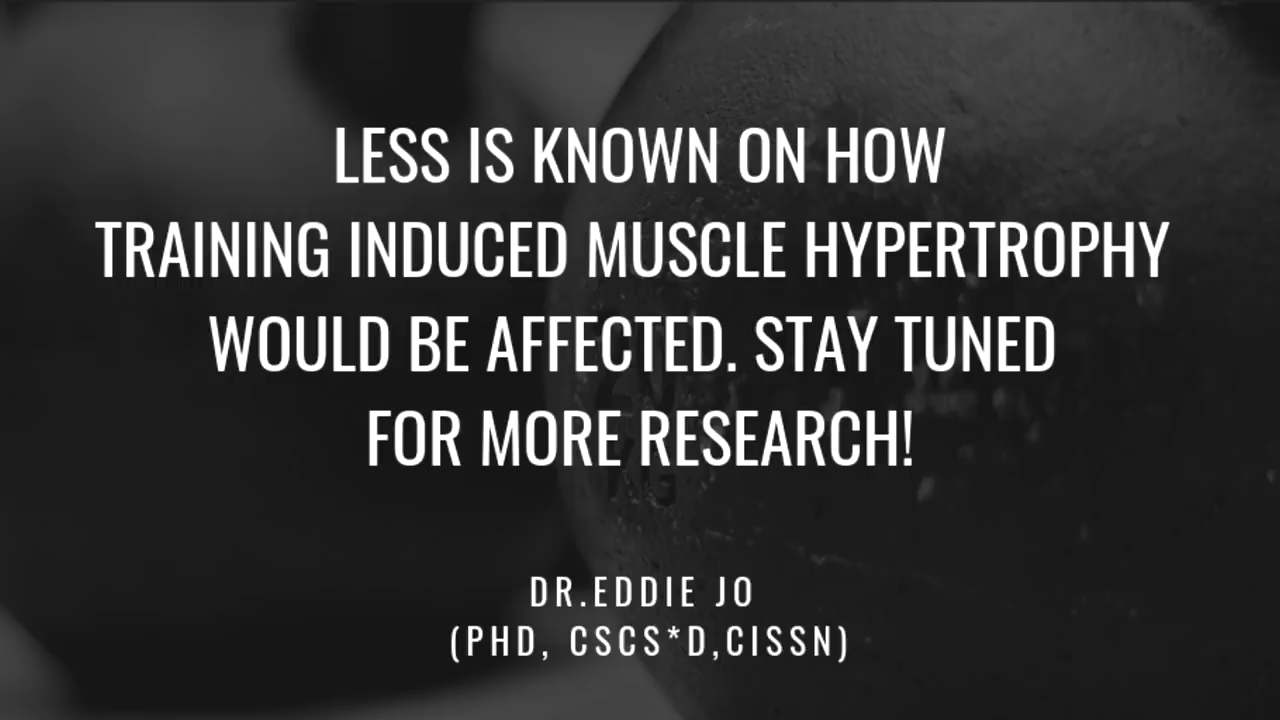 LESS IS KNOWN ON HOW
TRAINING INDUCED MUSCLE HYPERTROPHY
WOULD BE AFFECTED. STAY TUNED
FOR MORE RESEARCH!
DR.EDDIE JO
(PHD, CSCS*D,CISSN)